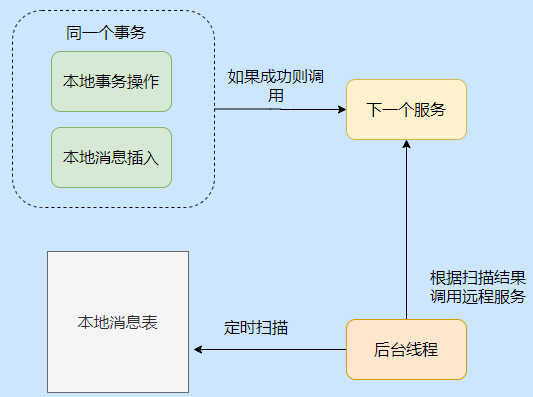 同一个事务
本地事务操作
本地消息插入
如果成功则调
用
下一个服务
根据扫描结果
调用远程服务
本地消息表
定时扫描
后台线程